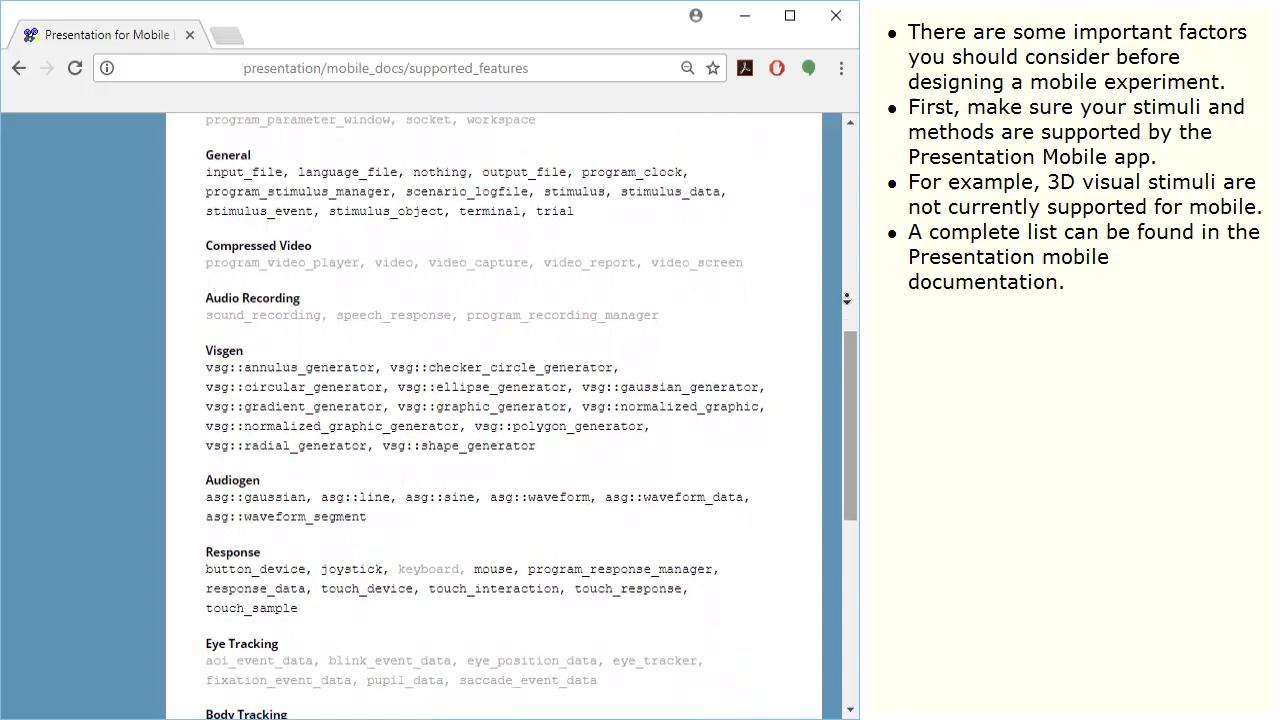 Presentation for Mobile
presentation/mobile_docs/supported_features
program_parameter_window, socket, workspace
General
input_file, language_file, nothing, output_file, program_clock,
program_stimulus_manager, scenario_logfile, stimulus, stimulus_data,
stimulus_event, stimulus_object, terminal, trial
Compressed Video
program_video_player, video, video_capture, video_report, video_screen
Audio Recording
sound_recording, speech_response, program_recording_manager
Visgen
vsg::annulus_generator, vsg::checker_circle_generator,
vsg::circular_generator, vsg::ellipse_generator, vsg::gaussian_generator,
vsg::gradient_generator, vsg::graphic_generator, vsg::normalized_graphic,
vsg::normalized_graphic_generator, vsg::polygon_generator,
vsg::radial_generator, vsg::shape_generator
Audiogen
asg::gaussian, asg::line, asg::sine, asg::waveform, asg::waveform_data,
asg::waveform_segment
Response
button_device, joystick, keyboard, mouse, program_response_manager,
response_data, touch_device, touch_interaction, touch_response,
touch_sample
Eye Tracking
aoi_event_data, blink_event_data, eye_position_data, eye_tracker,
fixation_event_data, pupil_data, saccade_event_data
Body Tracking
• There are some important factors
you should consider before
designing a mobile experiment.
• First, make sure your stimuli and
methods are supported by the
Presentation Mobile app.
• For example, 3D visual stimuli are
not currently supported for mobile.
• A complete list can be found in the
Presentation mobile
documentation.